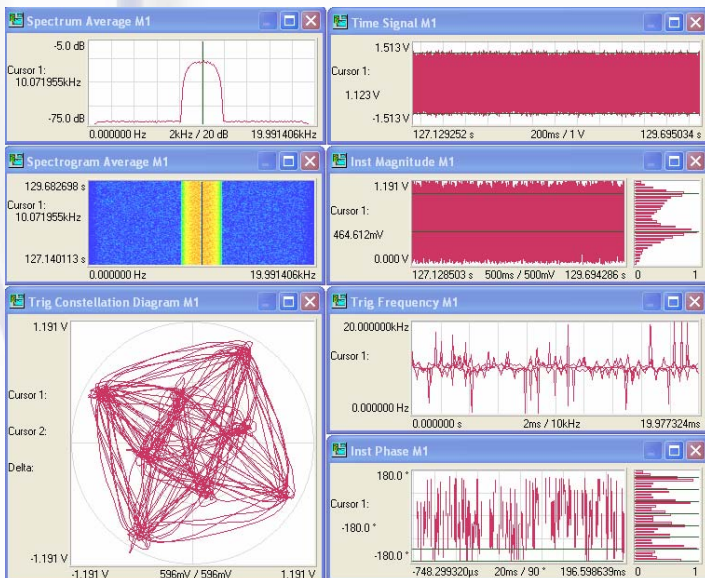 Spectrum Average M1
-5.0 dB
Cursor 1:
10.071955kHz
-75.0 dB
0.000000 Hz 2kHz / 20 dB 19.991406kHz
Time Signal M1
1.513 V
Cursor 1:
1.123 V
-1.513 V
127.129252 s 200ms / 1 V 129.695034 s
Spectrogram Average M1
129.682698 s
Cursor 1:
10.071955kHz
127.140113 s
0.000000 Hz 19.991406kHz
Inst Magnitude M1
1.191 V
Cursor 1:
464.612mV
0.000 V
127.128503 s 500ms / 500mV 129.694286 s 0 1
Trig Constellation Diagram M1
1.191 V
Cursor 1:
Cursor 2:
Delta:
-1.191 V
-1.191 V 596mV / 596mV 1.191 V
Trig Frequency M1
20.000000kHz
Cursor 1:
0.000000 Hz
0.000000 s 2ms / 10kHz 19.977324ms
Inst Phase M1
180.0 °
Cursor 1:
-180.0 °
-180.0 °
-748.299320µs 20ms / 90 ° 196.598639ms 0 1